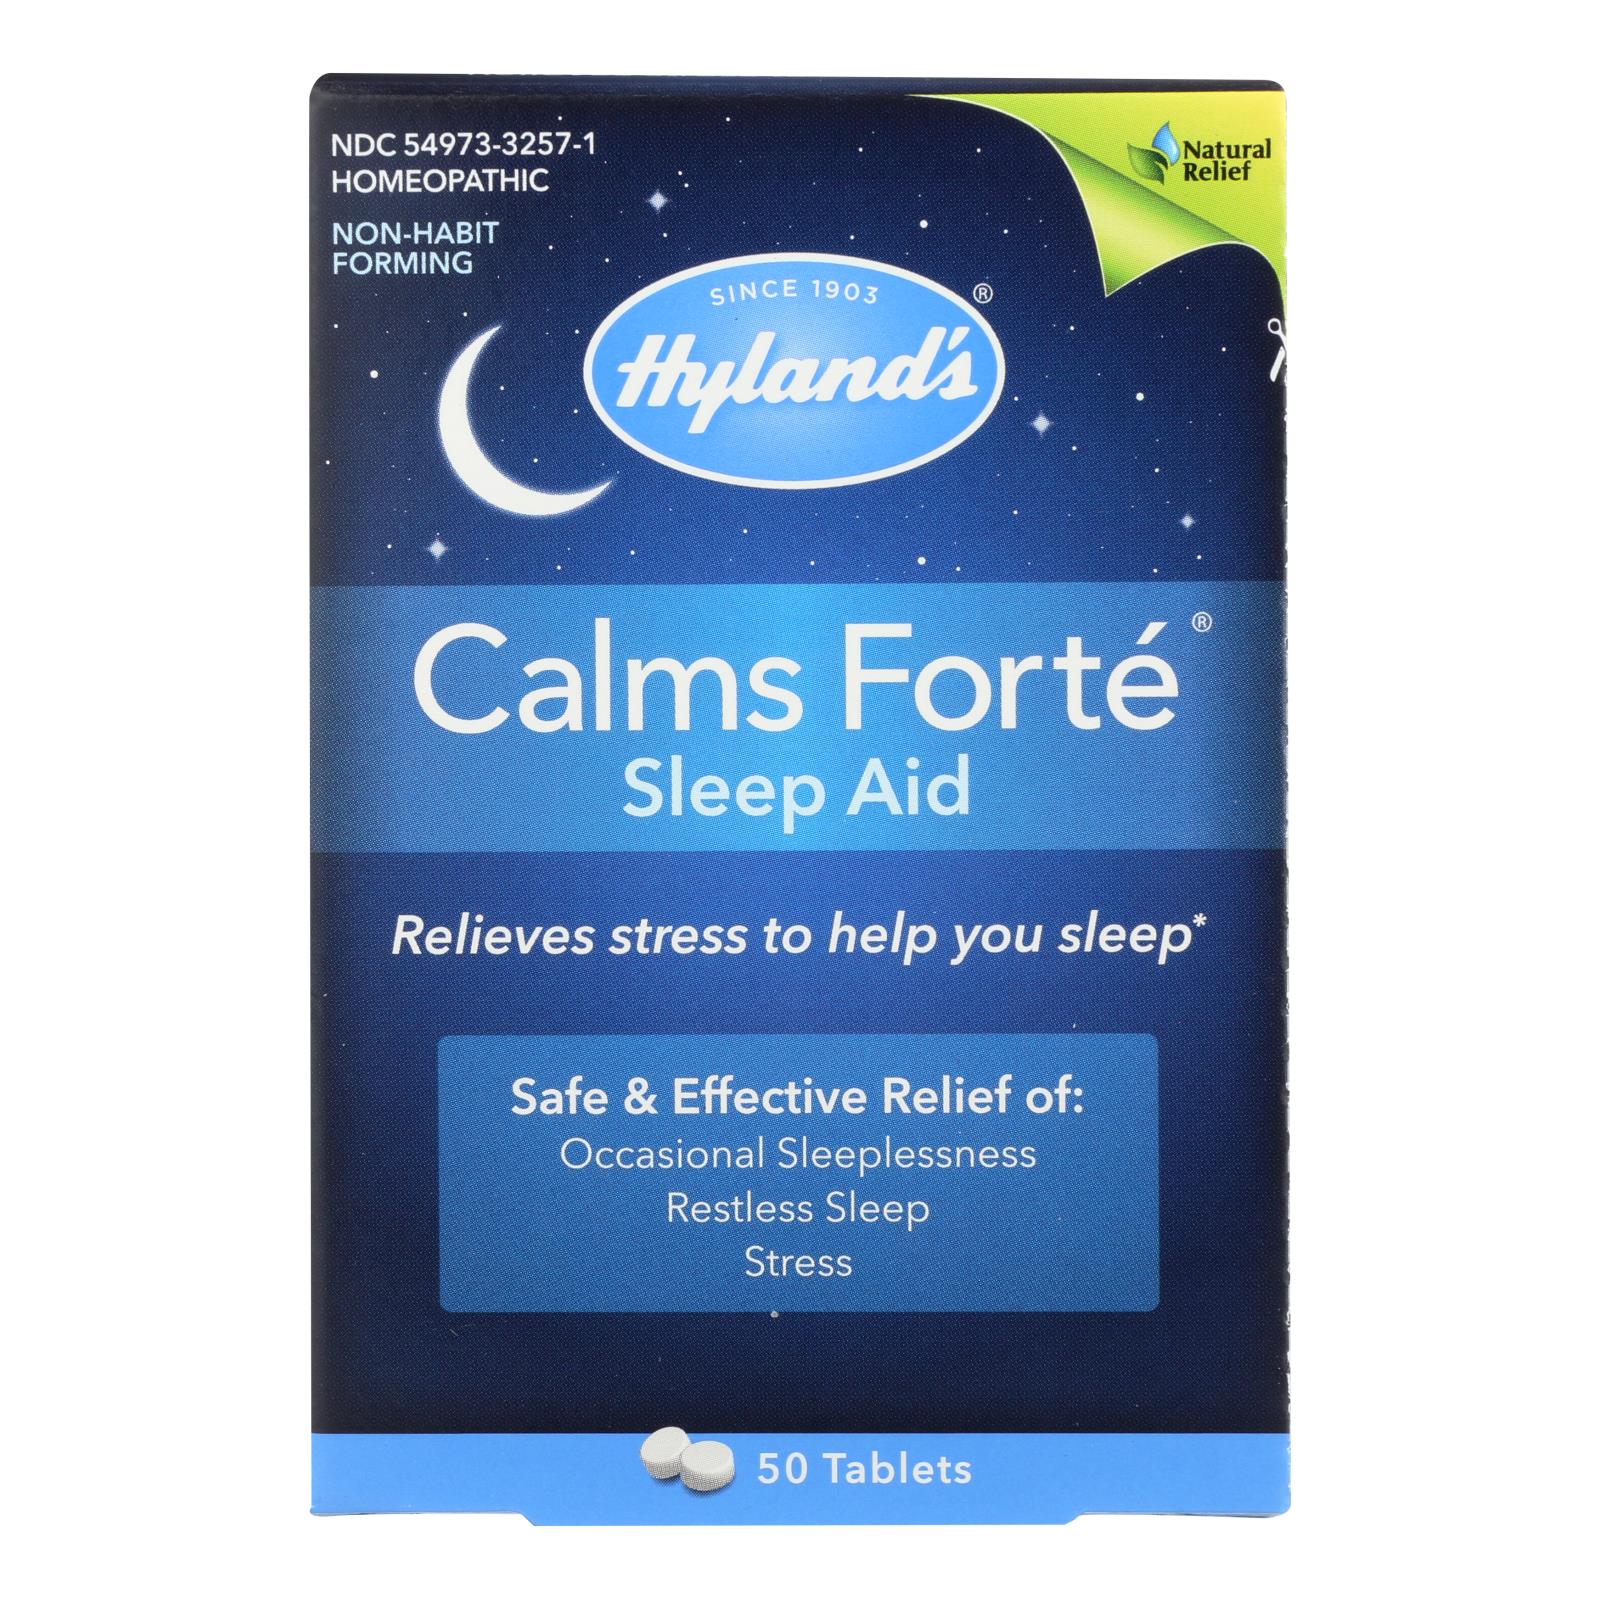 NDC 54973-3257-1
HOMEOPATHIC
NON-HABIT
FORMING
Natural
Relief
SINCE 1903
Hyland's®
Calms Forté®
Sleep Aid
Relieves stress to help you sleep*
Safe & Effective Relief of:
Occasional Sleeplessness
Restless Sleep
Stress
50 Tablets